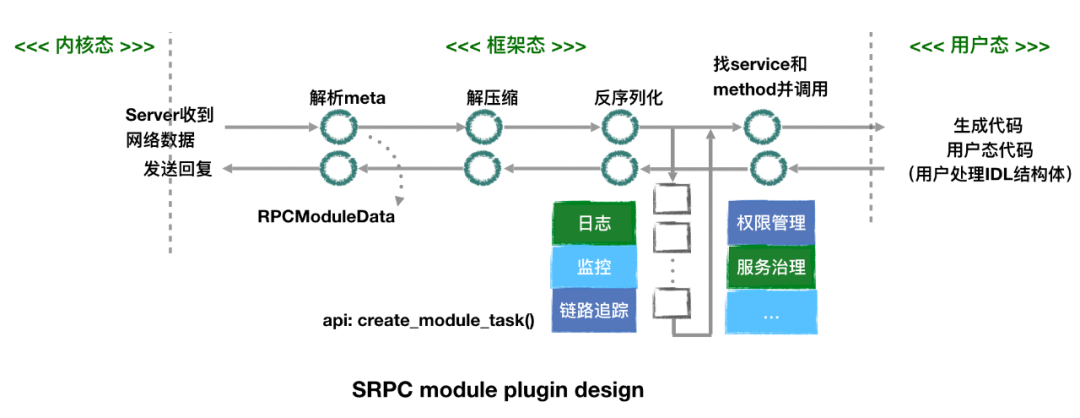 <<< 内核态 >>>
<<< 框架态 >>>
<<< 用户态 >>>
找service和
method并调用
解析meta
解压缩
反序列化
Server收到
网络数据
发送回复
生成代码
用户态代码
（用户处理IDL结构体）
RPCModuleData
日志
监控
链路追踪
权限管理
服务治理
...
api: create_module_task()
SRPC module plugin design